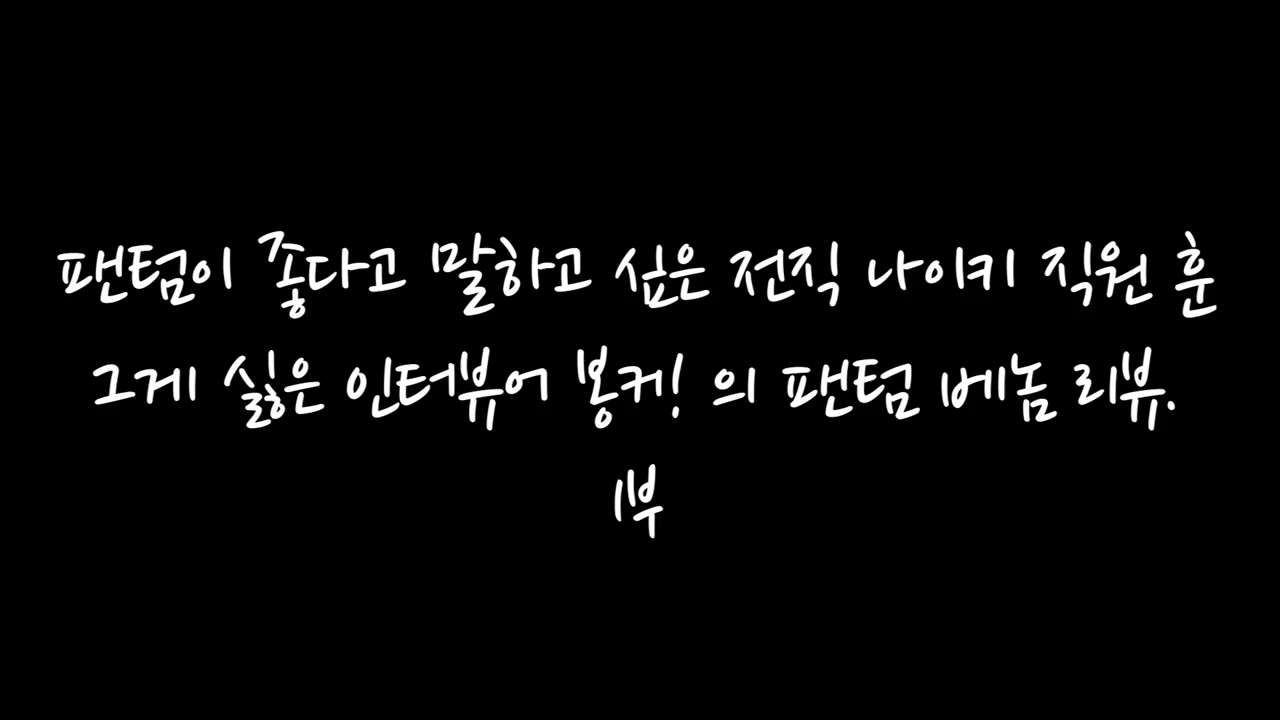 팬텀이 좋다고 말하고 싶은 전직 나이키 직원 훈
그게 싫은 인터뷰어 봉커! 의 팬텀 베놈 리뷰.
1부